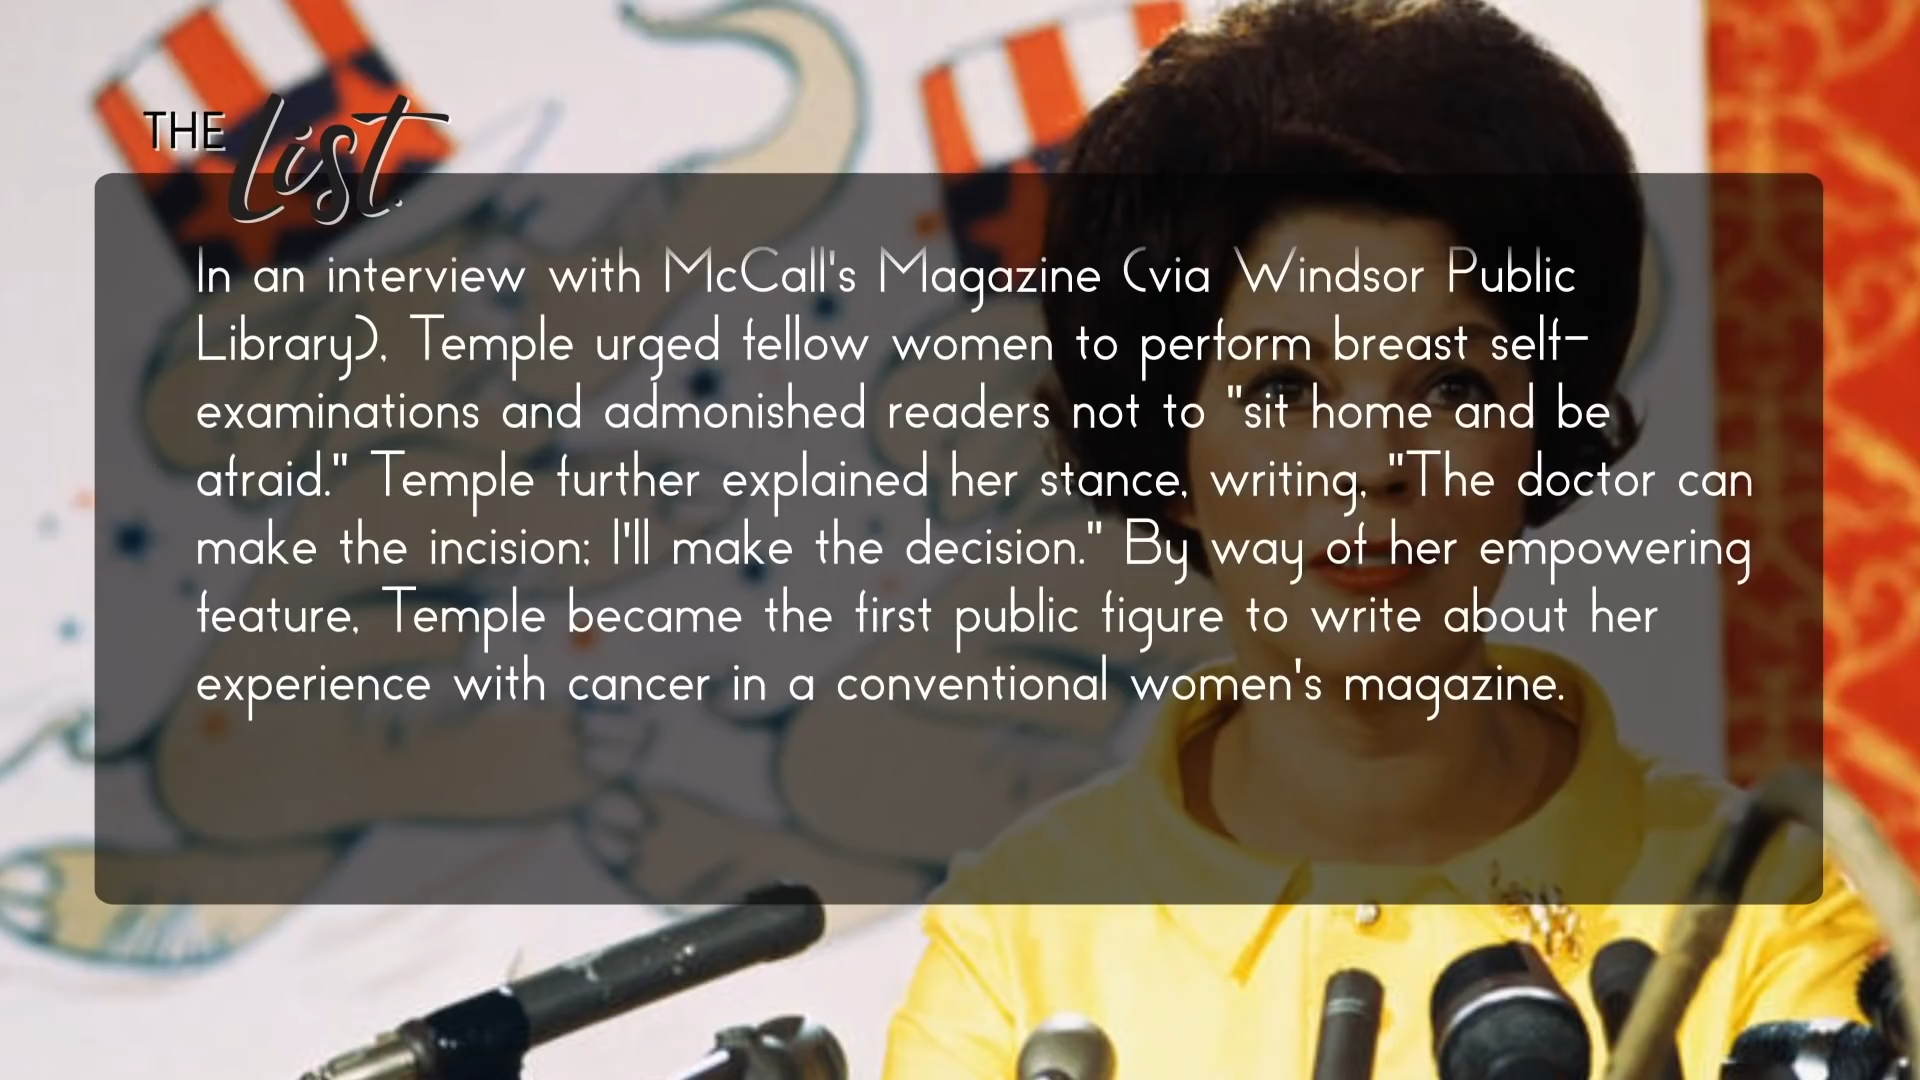 THE List
In an interview with McCall's Magazine (via Windsor Public
Library), Temple urged fellow women to perform breast self-
examinations and admonished readers not to "sit home and be
afraid." Temple further explained her stance, writing, "The doctor can
make the incision; I'll make the decision." By way of her empowering
feature, Temple became the first public figure to write about her
experience with cancer in a conventional women's magazine.